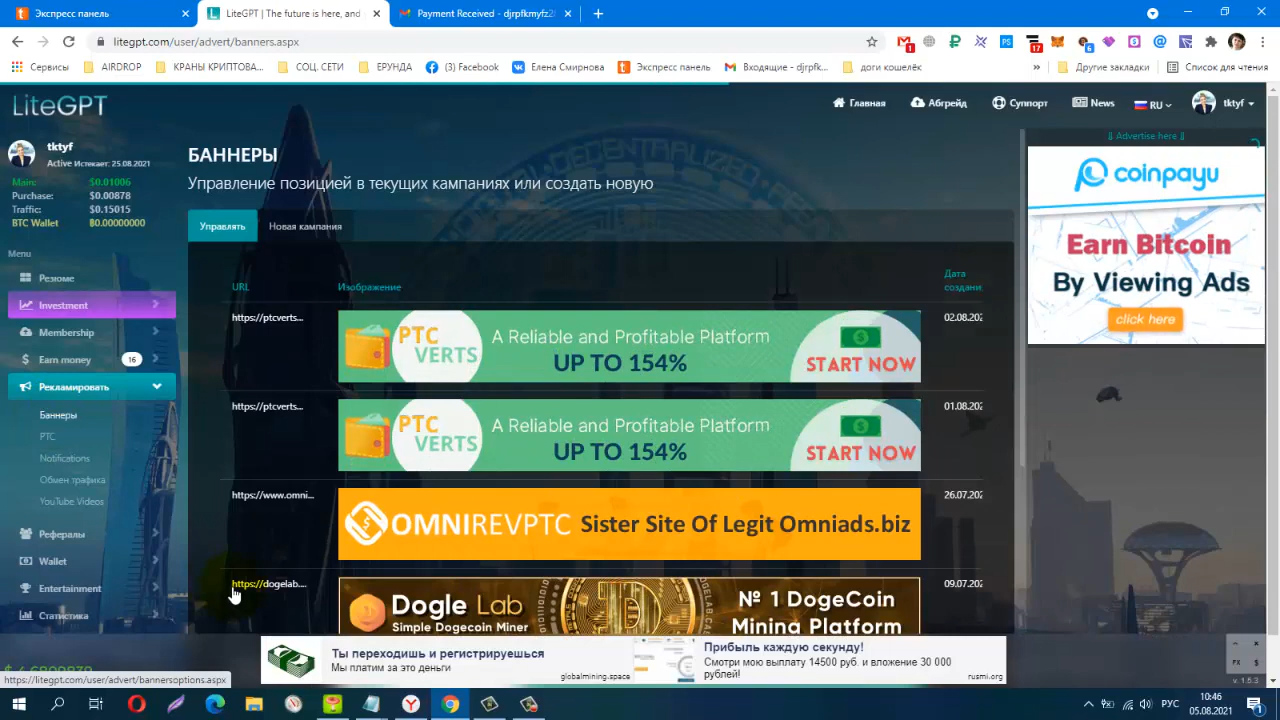 Экспресс панель
LiteGPT - The Future is here, and
Payment Received - djrpfkmyfz2
litegpt.com/user/advert/banners.aspx
Сервисы
AIRDROP
КРАНЫ КРИПТОВА...
СОЦ. СЕТИ
ЕРУНДА
(3) Facebook
Елена Смирнова
Экспресс панель
Входящие - djrpfk...
доги кошелёк
Другие закладки
Список для чтения
LiteGPT
Главная
Абгрейд
Суппорт
News
RU
tktyf
tktyf
Active Истекает: 25.08.2021
Main: $0.01006
Purchase: $0.00878
Traffic: $0.15015
BTC Wallet ฿0.00000000
Menu
Резюме
Investment
Membership
Earn money 16
Рекламировать
Баннеры
PTC
Notifications
Обмен трафика
YouTube Videos
Рефералы
Wallet
Entertainment
Статистика
БАННЕРЫ
Управление позицией в текущих кампаниях или создать новую
Управлять
Новая кампания
URL
Изображение
Дата
создани
https://ptcverts...
PTC
VERTS
A Reliable and Profitable Platform
UP TO 154%
START NOW
02.08.202
https://ptcverts...
PTC
VERTS
A Reliable and Profitable Platform
UP TO 154%
START NOW
01.08.202
https://www.omni...
OMNIREVPTC Sister Site Of Legit Omniads.biz
26.07.202
https://dogelab....
Dogle Lab
Simple Dogecoin Miner
№ 1 DogeCoin
Mining Platform
09.07.202
Advertise here
coinpayu
Earn Bitcoin
By Viewing Ads
click here
Ты переходишь и регистрируешься
Мы платим за это деньги
globalmining.space
Прибыль каждую секунду!
Смотри мою выплату 14500 руб. и вложение 30 000
рублей!
rusmi.org
https://litegpt.com/user/advert/bannersoption.aspx
v. 1.5.3
РУС
10:46
05.08.2021